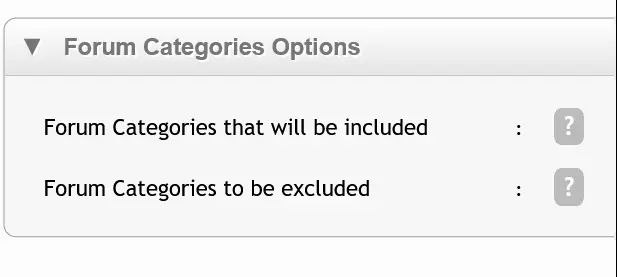 ▼ Forum Categories Options
Forum Categories that will be included : ?
Forum Categories to be excluded : ?